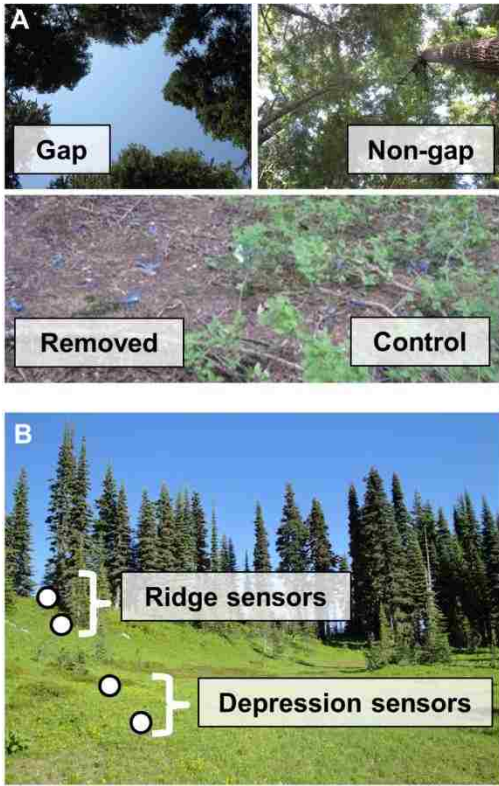 A
Gap
Non-gap
Removed
Control
B
Ridge sensors
Depression sensors